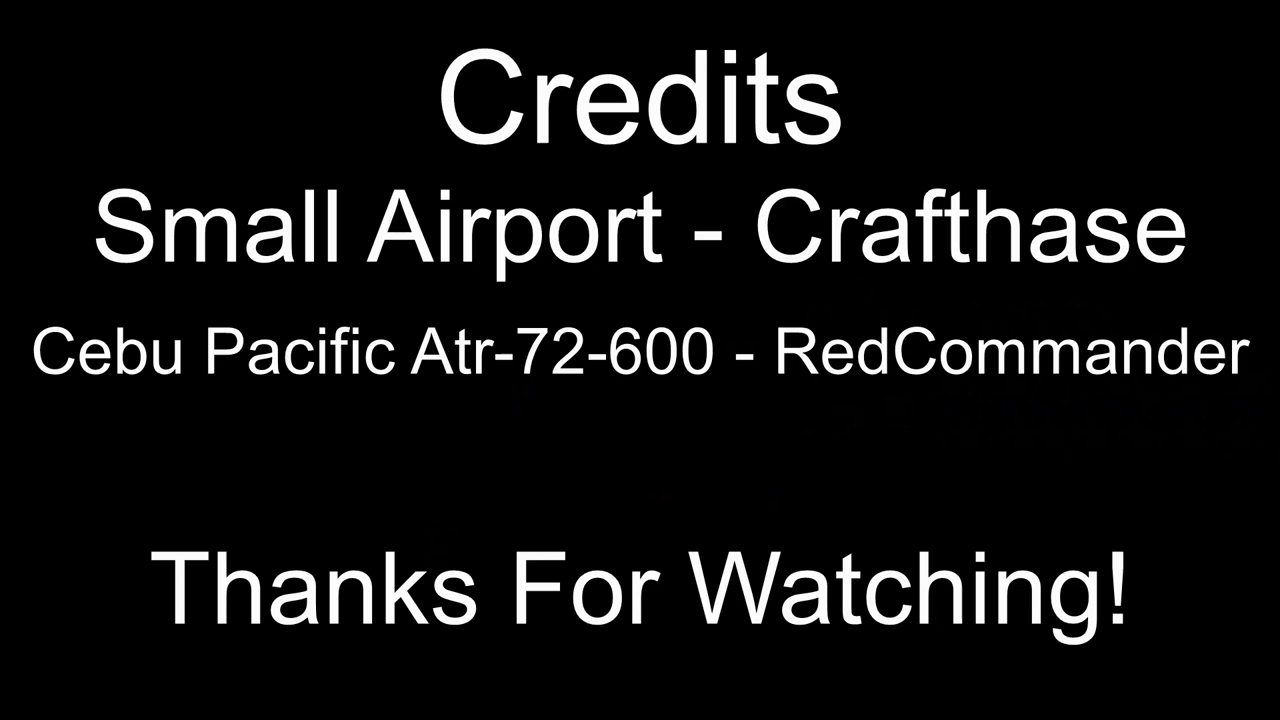 Credits
Small Airport - Crafthase
Cebu Pacific Atr-72-600 - RedCommander
Thanks For Watching!